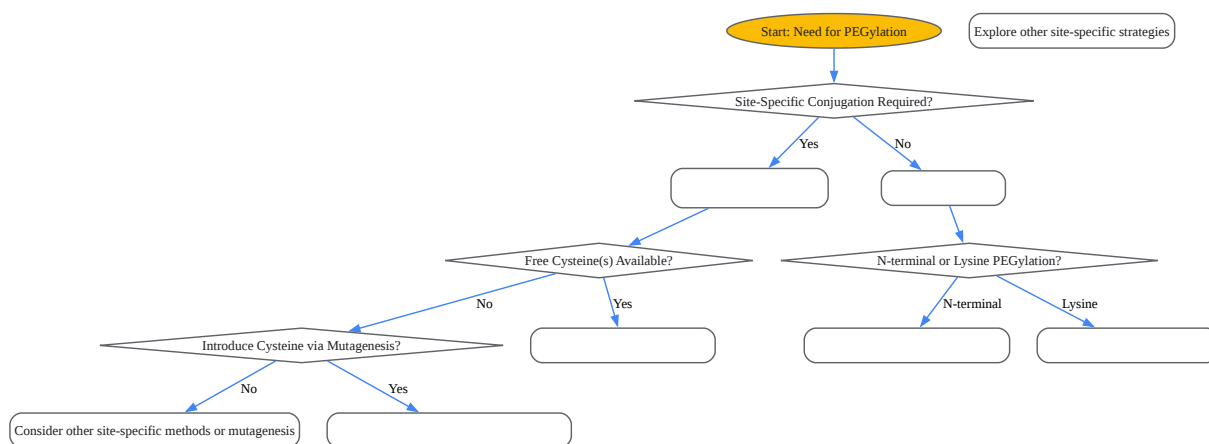 Start: Need for PEGylation
Explore other site-specific strategies
Site-Specific Conjugation Required?
Yes
No
Free Cysteine(s) Available?
N-terminal or Lysine PEGylation?
No
Yes
N-terminal
Lysine
Introduce Cysteine via Mutagenesis?
No
Yes
Consider other site-specific methods or mutagenesis